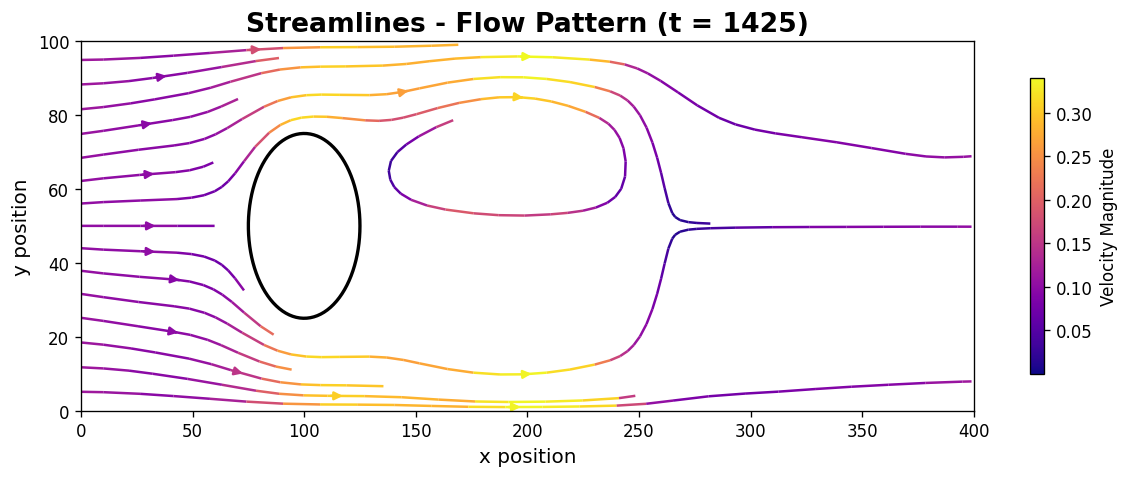 Streamlines - Flow Pattern (t = 1425)
100
80
60
40
20
0
y position
0 50 100 150 200 250 300 350 400
x position
0.30
0.25
0.20
0.15
0.10
0.05
Velocity Magnitude